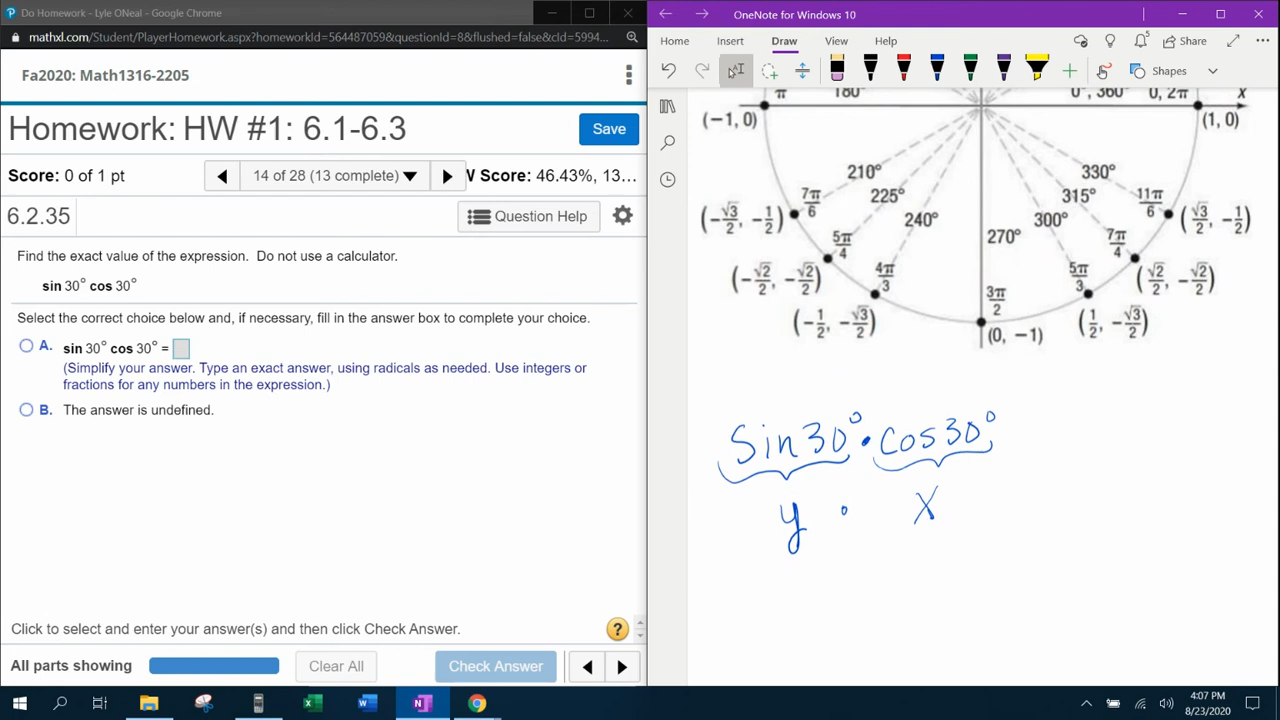 Do Homework - Lyle ONeal - Google Chrome
mathxl.com/Student/PlayerHomework.aspx?homeworkId=564487059&questionId=8&flushed=false&cId=5994...
Fa2020: Math1316-2205
Homework: HW #1: 6.1-6.3
Save
Score: 0 of 1 pt
14 of 28 (13 complete)
W Score: 46.43%, 13...
6.2.35
Question Help
Find the exact value of the expression. Do not use a calculator.
sin 30° cos 30°
Select the correct choice below and, if necessary, fill in the answer box to complete your choice.
A. sin 30° cos 30° =
(Simplify your answer. Type an exact answer, using radicals as needed. Use integers or
fractions for any numbers in the expression.)
B. The answer is undefined.
Click to select and enter your answer(s) and then click Check Answer.
?
All parts showing
Clear All
Check Answer
OneNote for Windows 10
Home Insert Draw View Help
Share
Shapes
π 180° 0°, 360° 0, 2π x
(−1, 0) (1, 0)
210° 330°
7π/6 225° 315° 11π/6
(−√3/2, −1/2) 240° 300° (√3/2, −1/2)
5π/4 270° 7π/4
(−√2/2, −√2/2) 4π/3 5π/3 (√2/2, −√2/2)
3π/2
(−1/2, −√3/2) (0, −1) (1/2, −√3/2)
Sin30° · cos30°
y · x
4:07 PM
8/23/2020